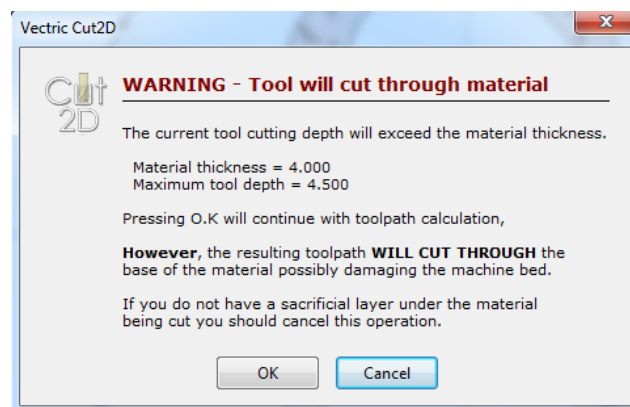 Vectric Cut2D
Cut
2D
WARNING - Tool will cut through material
The current tool cutting depth will exceed the material thickness.
Material thickness = 4.000
Maximum tool depth = 4.500
Pressing O.K will continue with toolpath calculation,
However, the resulting toolpath WILL CUT THROUGH the
base of the material possibly damaging the machine bed.
If you do not have a sacrificial layer under the material
being cut you should cancel this operation.
OK
Cancel